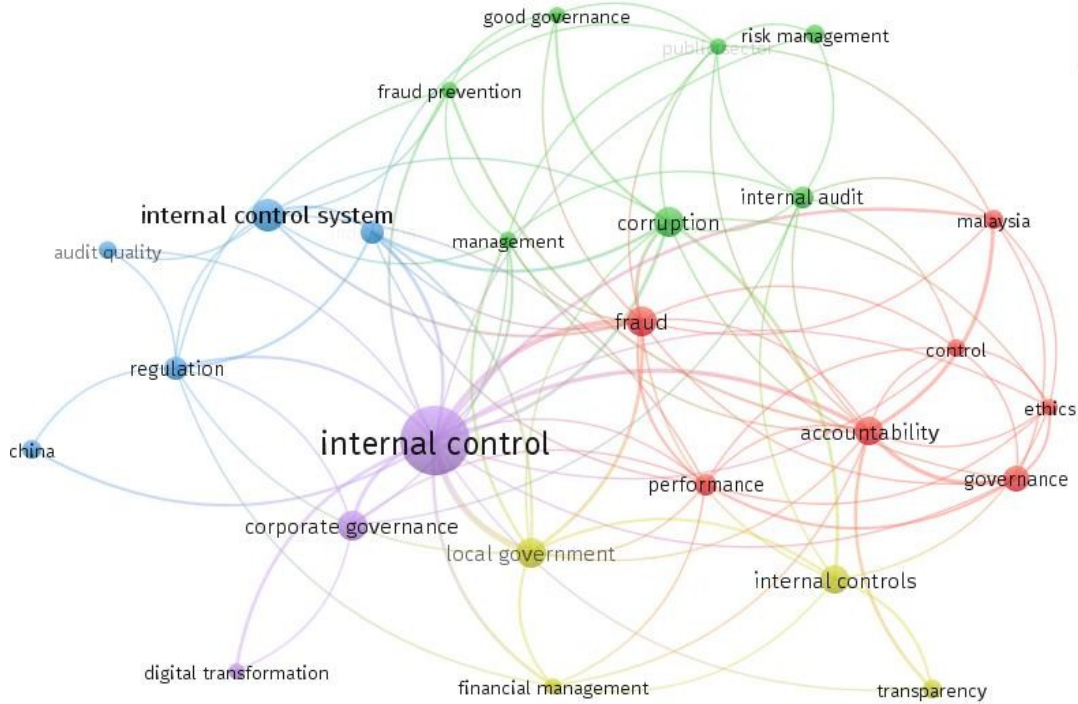 good governance
risk management
public sector
fraud prevention
internal control system
internal audit
corruption
malaysia
management
audit quality
fraud
control
regulation
ethics
accountability
internal control
china
governance
performance
corporate governance
local government
internal controls
digital transformation
financial management
transparency